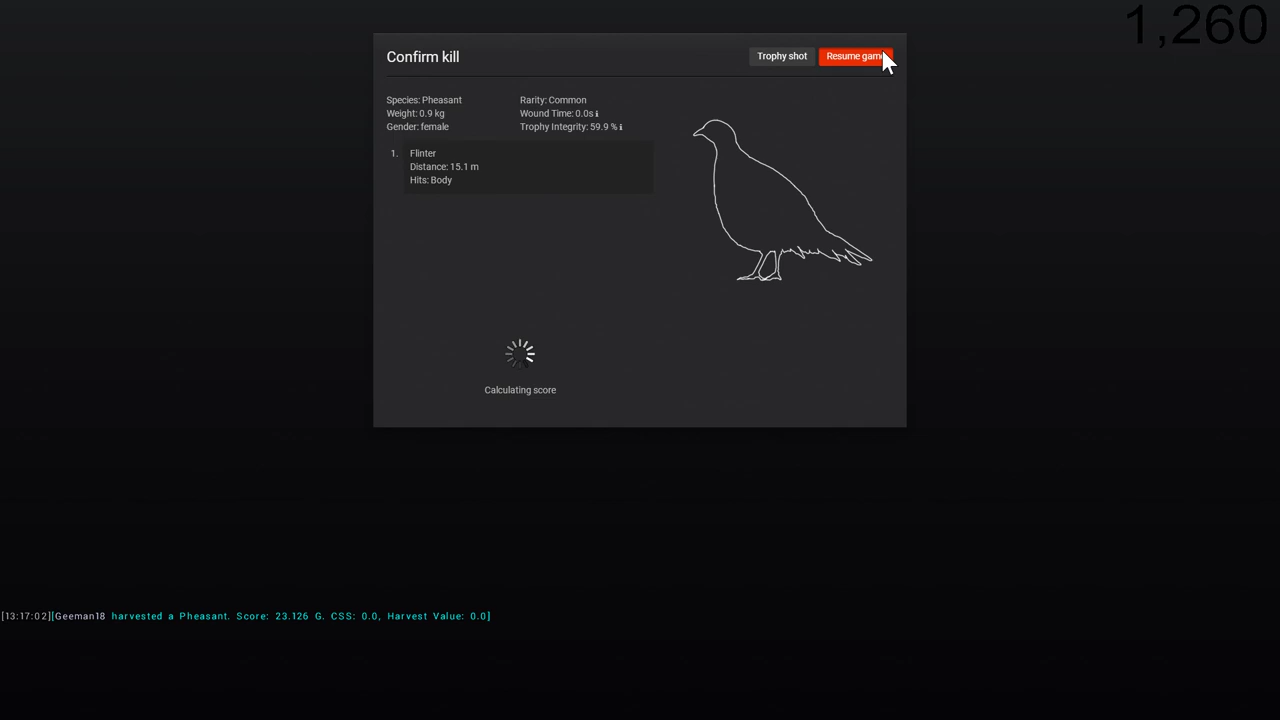 1,260
Confirm kill
Trophy shot
Resume game
Species: Pheasant
Weight: 0.9 kg
Gender: female
Rarity: Common
Wound Time: 0.0s
Trophy Integrity: 59.9 %
1.
Flinter
Distance: 15.1 m
Hits: Body
Calculating score
[13:17:02][Geeman18 harvested a Pheasant. Score: 23.126 G. CSS: 0.0, Harvest Value: 0.0]